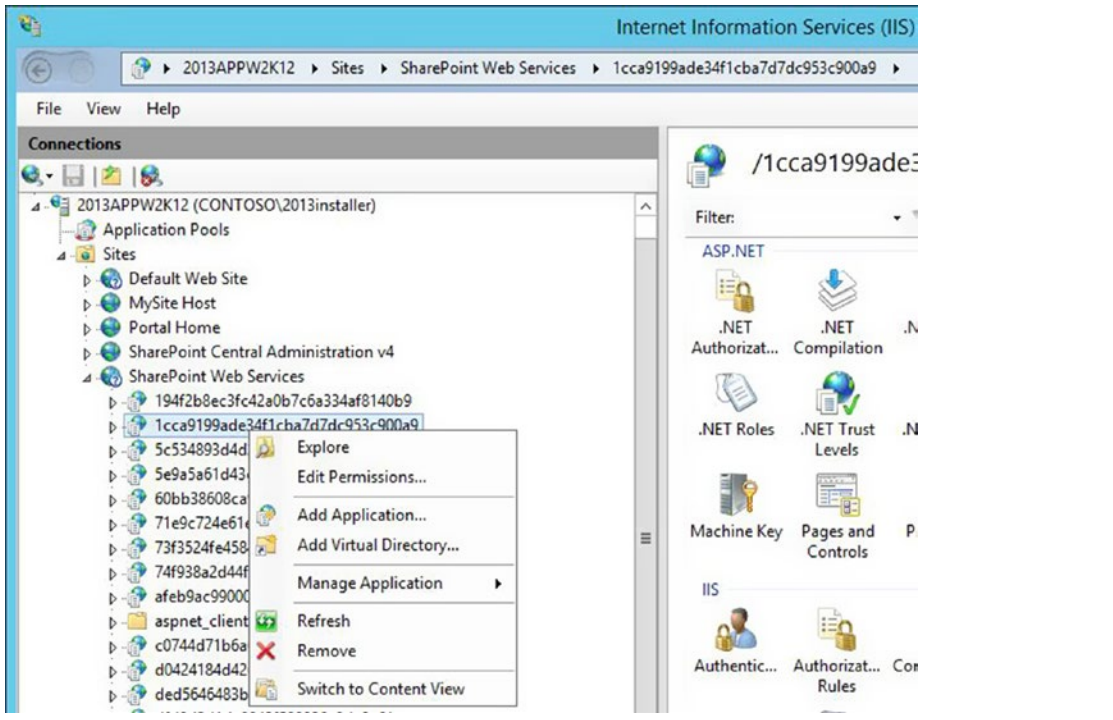 Internet Information Services (IIS)
2013APPW2K12 Sites SharePoint Web Services 1cca9199ade34f1cba7d7dc953c900a9
File View Help
Connections
2013APPW2K12 (CONTOSO\2013installer)
Application Pools
Sites
Default Web Site
MySite Host
Portal Home
SharePoint Central Administration v4
SharePoint Web Services
194f2b8ec3fc42a0b7c6a334af8140b9
1cca9199ade34f1cba7d7dc953c900a9
5c534893d4d
5e9a5a61d43
60bb38608ca
71e9c724e61
73f3524fe458
74f938a2d44f
afeb9ac99000
aspnet_client
c0744d71b6a
d0424184d42
ded5646483b
Explore
Edit Permissions...
Add Application...
Add Virtual Directory...
Manage Application
Refresh
Remove
Switch to Content View
/1cca9199ade3
Filter:
ASP.NET
.NET
Authorizat...
.NET
Compilation
.NET Roles
.NET Trust
Levels
Machine Key
Pages and
Controls
IIS
Authentic...
Authorizat...
Rules